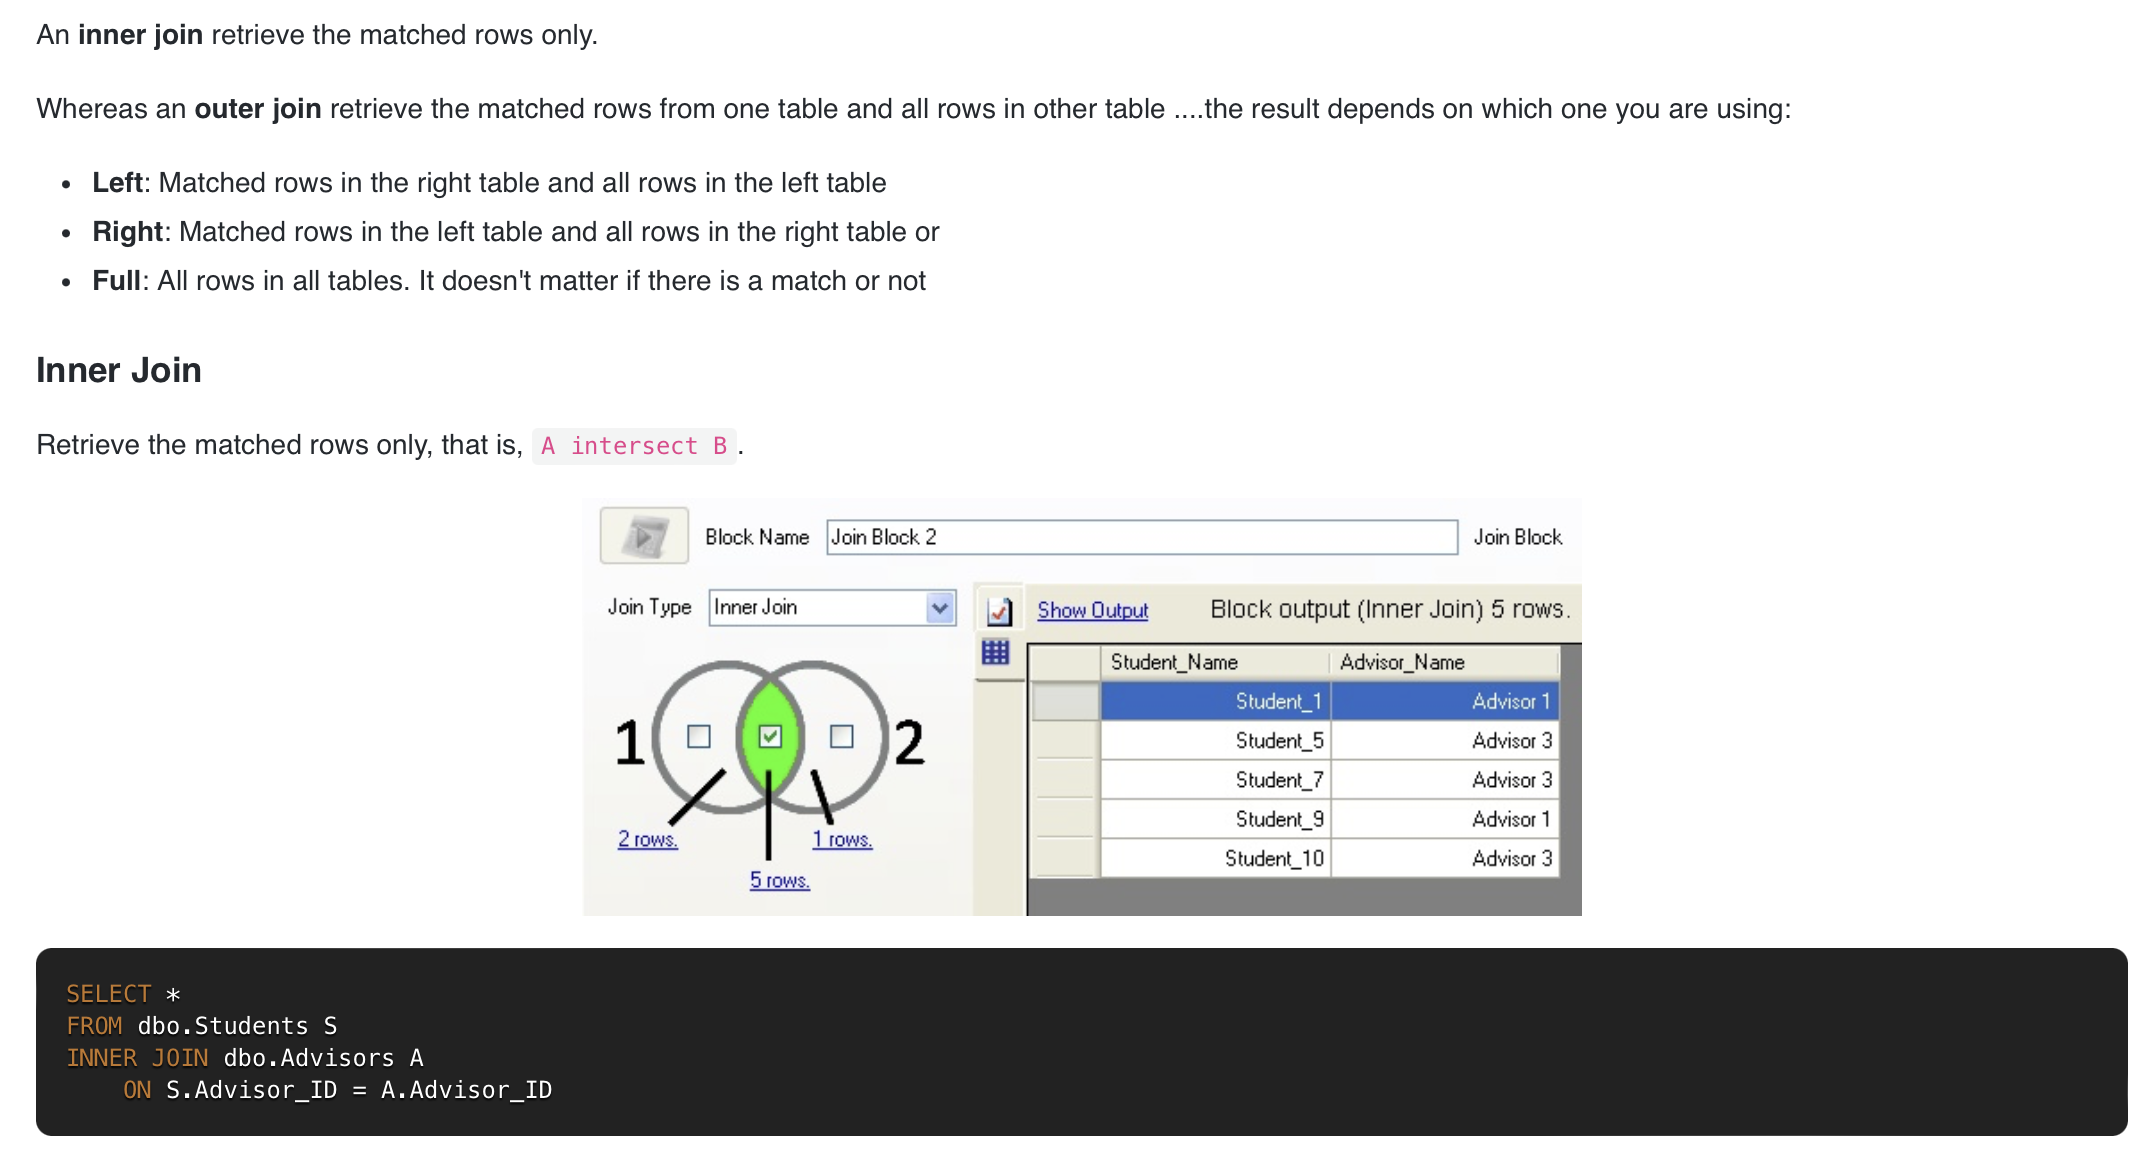 An inner join retrieve the matched rows only.
Whereas an outer join retrieve the matched rows from one table and all rows in other table ....the result depends on which one you are using:
• Left: Matched rows in the right table and all rows in the left table
• Right: Matched rows in the left table and all rows in the right table or
• Full: All rows in all tables. It doesn't matter if there is a match or not
Inner Join
Retrieve the matched rows only, that is, A intersect B.
Block Name Join Block 2 Join Block
Join Type Inner Join
Show Output Block output (Inner Join) 5 rows.
1 2
2 rows. 1 rows.
5 rows.
Student_Name Advisor_Name
Student_1 Advisor 1
Student_5 Advisor 3
Student_7 Advisor 3
Student_9 Advisor 1
Student_10 Advisor 3
SELECT *
FROM dbo.Students S
INNER JOIN dbo.Advisors A
    ON S.Advisor_ID = A.Advisor_ID